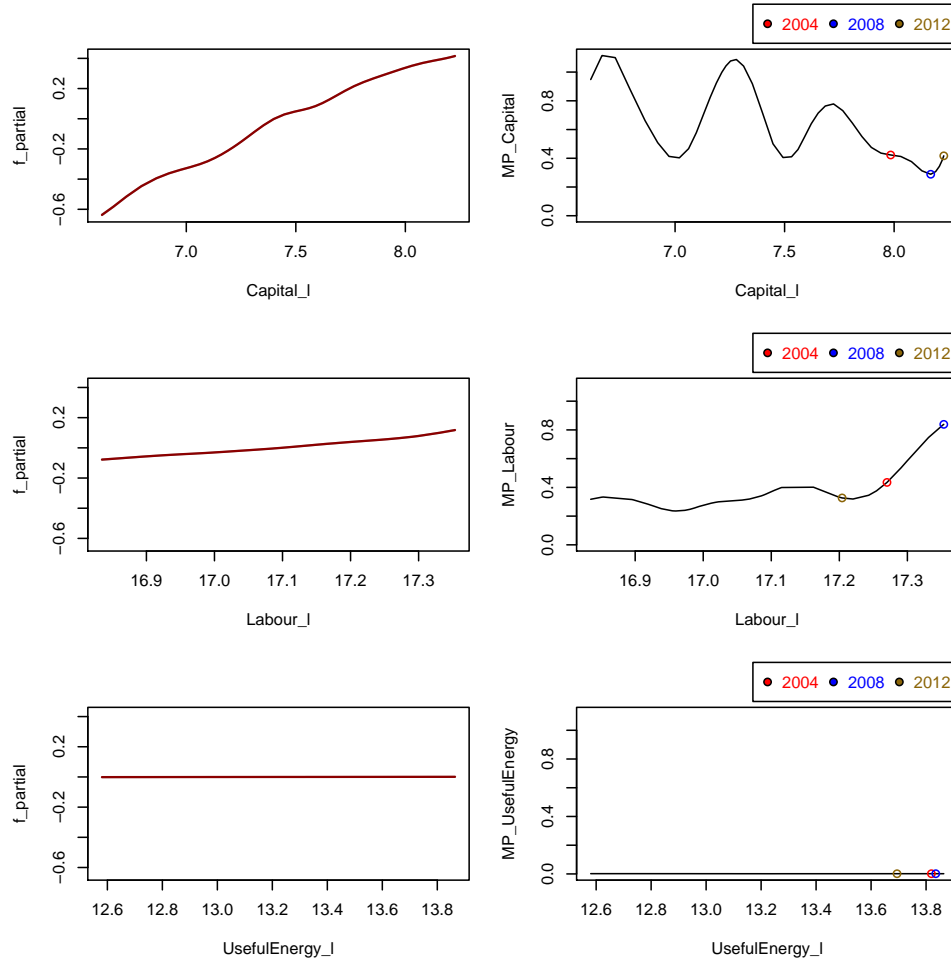 2004 2008 2012
f_partial
−0.6 −0.2 0.2
7.0 7.5 8.0
Capital_l
MP_Capital
0.0 0.4 0.8
7.0 7.5 8.0
Capital_l
2004 2008 2012
f_partial
−0.6 −0.2 0.2
16.9 17.0 17.1 17.2 17.3
Labour_l
MP_Labour
0.0 0.4 0.8
16.9 17.0 17.1 17.2 17.3
Labour_l
2004 2008 2012
f_partial
−0.6 −0.2 0.2
12.6 12.8 13.0 13.2 13.4 13.6 13.8
UsefulEnergy_l
MP_UsefulEnergy
0.0 0.4 0.8
12.6 12.8 13.0 13.2 13.4 13.6 13.8
UsefulEnergy_l